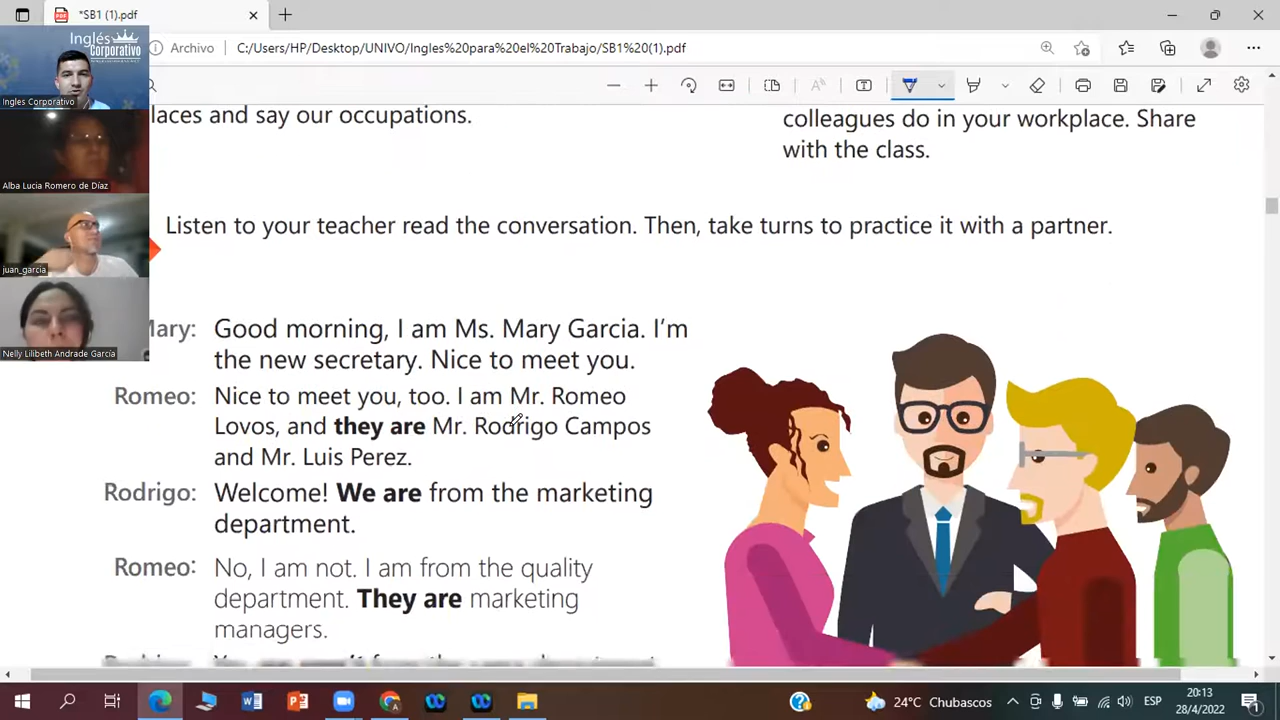 *SB1 (1).pdf
Archivo
C:/Users/HP/Desktop/UNIVO/Ingles%20para%20el%20Trabajo/SB1%20(1).pdf
Inglés
Corporativo
Ingles Corporativo
Alba Lucia Romero de Díaz
juan_garcia
Nelly Lilibeth Andrade García
laces and say our occupations.
colleagues do in your workplace. Share
with the class.
Listen to your teacher read the conversation. Then, take turns to practice it with a partner.
Mary: Good morning, I am Ms. Mary Garcia. I'm
the new secretary. Nice to meet you.
Romeo: Nice to meet you, too. I am Mr. Romeo
Lovos, and they are Mr. Rodrigo Campos
and Mr. Luis Perez.
Rodrigo: Welcome! We are from the marketing
department.
Romeo: No, I am not. I am from the quality
department. They are marketing
managers.
24°C Chubascos
ESP
20:13
28/4/2022